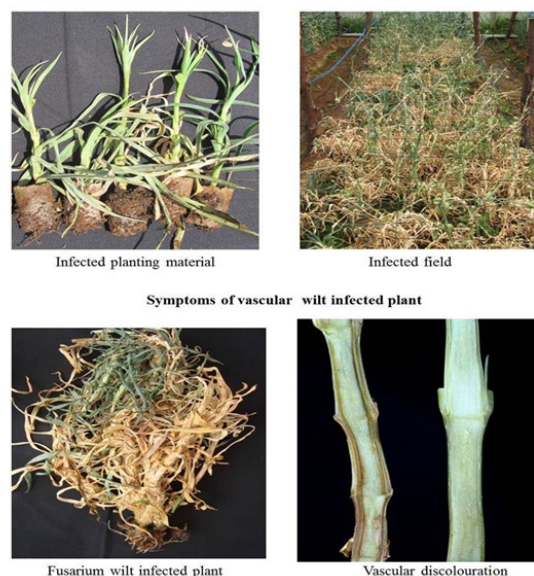 Infected planting material
Infected field
Symptoms of vascular wilt infected plant
Fusarium wilt infected plant
Vascular discolouration